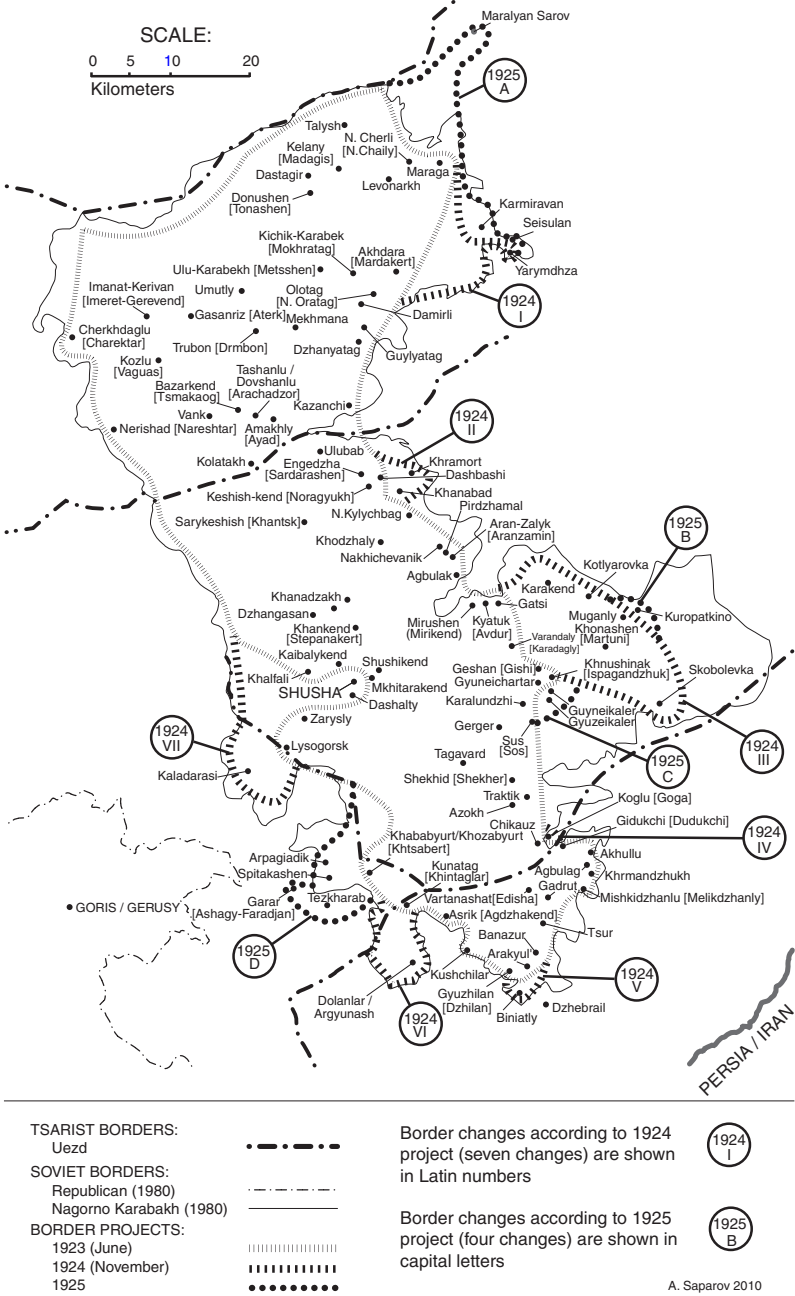 Maralyan Sarov
SCALE:
0 5 10 20
Kilometers
1925
A
Talysh
N. Cherli
[N.Chaily]
Kelany
[Madagis]
Maraga
Dastagir
Levonarkh
Donushen
[Tonashen]
Karmiravan
Seisulan
Kichik-Karabek
[Mokhratag]
Akhdara
[Mardakert]
Yarymdhza
Ulu-Karabekh [Metsshen]
Imanat-Kerivan
[Imeret-Gerevend]
Umutly
Olotag
[N. Oratag]
1924
I
Gasanriz [Aterk]
Mekhmana
Damirli
Cherkhdaglu
[Charektar]
Trubon [Drmbon]
Dzhanyatag
Guylyatag
Kozlu
[Vaguas]
Tashanlu /
Dovshanlu
[Arachadzor]
Bazarkend
[Tsmakaog]
Kazanchi
Vank
Nerishad [Nareshtar]
Amakhly
[Ayad]
1924
II
Ulubab
Kolatakh
Engedzha
[Sardarashen]
Khramort
Dashbashi
Keshish-kend [Noragyukh]
Khanabad
Pirdzhamal
N.Kylychbag
Sarykeshish [Khantsk]
Aran-Zalyk
[Aranzamin]
1925
B
Khodzhaly
Nakhichevanik
Kotlyarovka
Agbulak
Karakend
Khanadzakh
Gatsi
Dzhangasan
Muganly
Kuropatkino
Mirushen
(Mirikend)
Kyatuk
[Avdur]
Khonashen
[Martuni]
Khankend
[Stepanakert]
Varandaly
[Karadagly]
Kaibalykend
Shushikend
Geshan [Gishi]
Khnushinak
[Ispagandzhuk]
Khalfali
Mkhitarakend
Gyuneichartar
Skobolevka
SHUSHA
Dashalty
Karalundzhi
Guyneikaler
Gyuzeikaler
Zarysly
Gerger
1924
VII
Sus
[Sos]
1924
III
Lysogorsk
Tagavard
1925
C
Kaladarasi
Shekhid [Shekher]
Traktik
Koglu [Goga]
Azokh
Chikauz
Gidukchi [Dudukchi]
Khababyurt/Khozabyurt
[Khtsabert]
1924
IV
Arpagiadik
Akhullu
Spitakashen
Kunatag
[Khintaglar]
Agbulag
Khrmandzhukh
Gadrut
GORIS / GERUSY
Garar
[Ashagy-Faradjan]
Tezkharab
Vartanashat[Edisha]
Mishkidzhanlu [Melikdzhanly]
Asrik [Agdzhakend]
Tsur
1925
D
Banazur
Arakyul'
Kushchilar
1924
V
Dolanlar /
Argyunash
Gyuzhilan
[Dzhilan]
Dzhebrail
1924
VI
Biniatly
PERSIA / IRAN
TSARIST BORDERS:
Uezd
SOVIET BORDERS:
Republican (1980)
Nagorno Karabakh (1980)
BORDER PROJECTS:
1923 (June)
1924 (November)
1925
Border changes according to 1924
project (seven changes) are shown
in Latin numbers
1924
I
Border changes according to 1925
project (four changes) are shown in
capital letters
1925
B
A. Saparov 2010